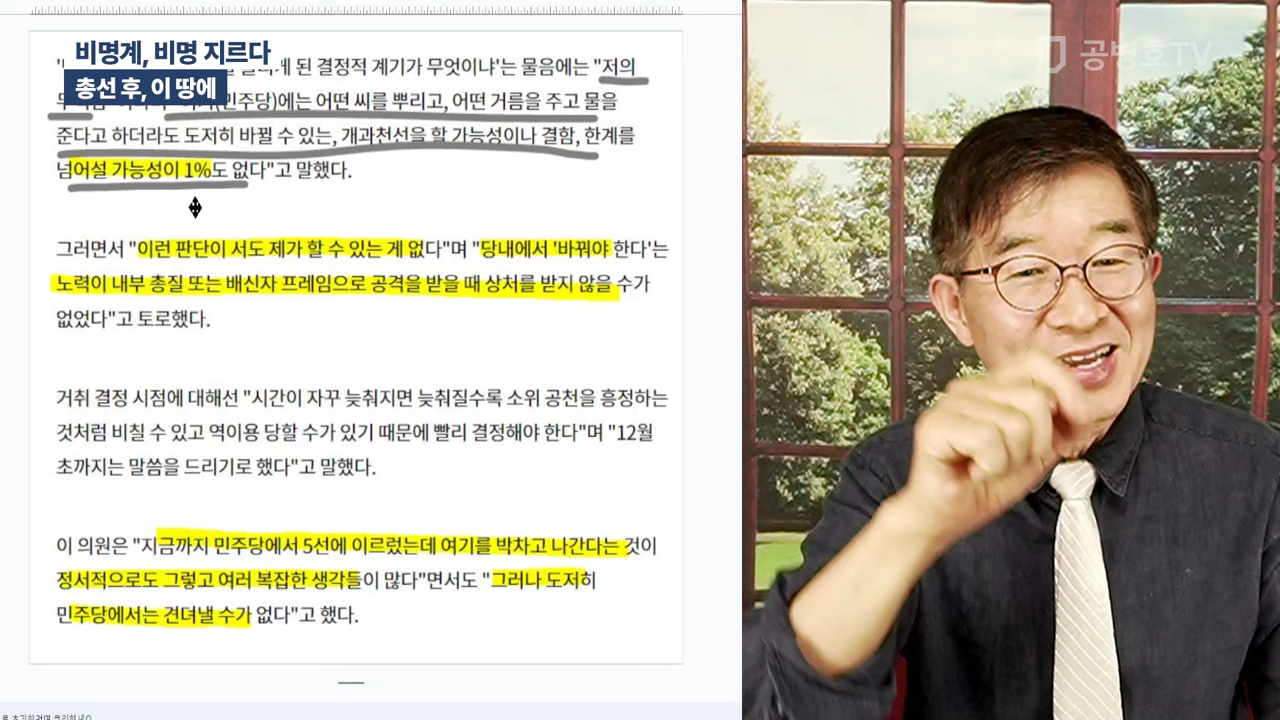 비명계, 비명 지르다
총선 후, 이 땅에
된 결정적 계기가 무엇이냐'는 물음에는 "저의
(민주당)에는 어떤 씨를 뿌리고, 어떤 거름을 주고 물을
준다고 하더라도 도저히 바뀔 수 있는, 개과천선을 할 가능성이나 결함, 한계를
넘어설 가능성이 1%도 없다"고 말했다.
그러면서 "이런 판단이 서도 제가 할 수 있는 게 없다"며 "당내에서 '바꿔야 한다'는
노력이 내부 총질 또는 배신자 프레임으로 공격을 받을 때 상처를 받지 않을 수가
없었다"고 토로했다.
거취 결정 시점에 대해선 "시간이 자꾸 늦춰지면 늦춰질수록 소위 공천을 흥정하는
것처럼 비칠 수 있고 역이용 당할 수가 있기 때문에 빨리 결정해야 한다"며 "12월
초까지는 말씀을 드리기로 했다"고 말했다.
이 의원은 "지금까지 민주당에서 5선에 이르렀는데 여기를 박차고 나간다는 것이
정서적으로도 그렇고 여러 복잡한 생각들이 많다"면서도 "그러나 도저히
민주당에서는 견뎌낼 수가 없다"고 했다.
공병호TV